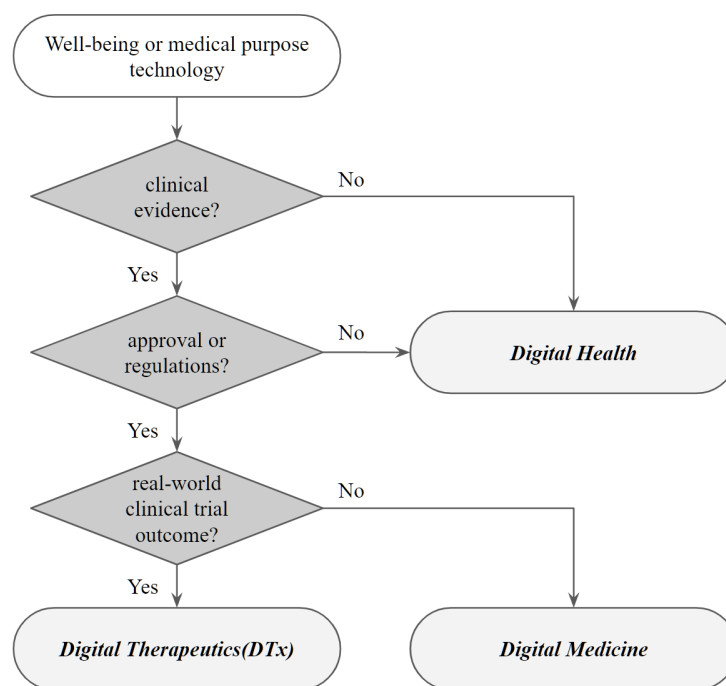 Well-being or medical purpose
technology
clinical
evidence?
No
Yes
approval or
regulations?
No
Digital Health
Yes
real-world
clinical trial
outcome?
No
Yes
Digital Therapeutics(DTx)
Digital Medicine